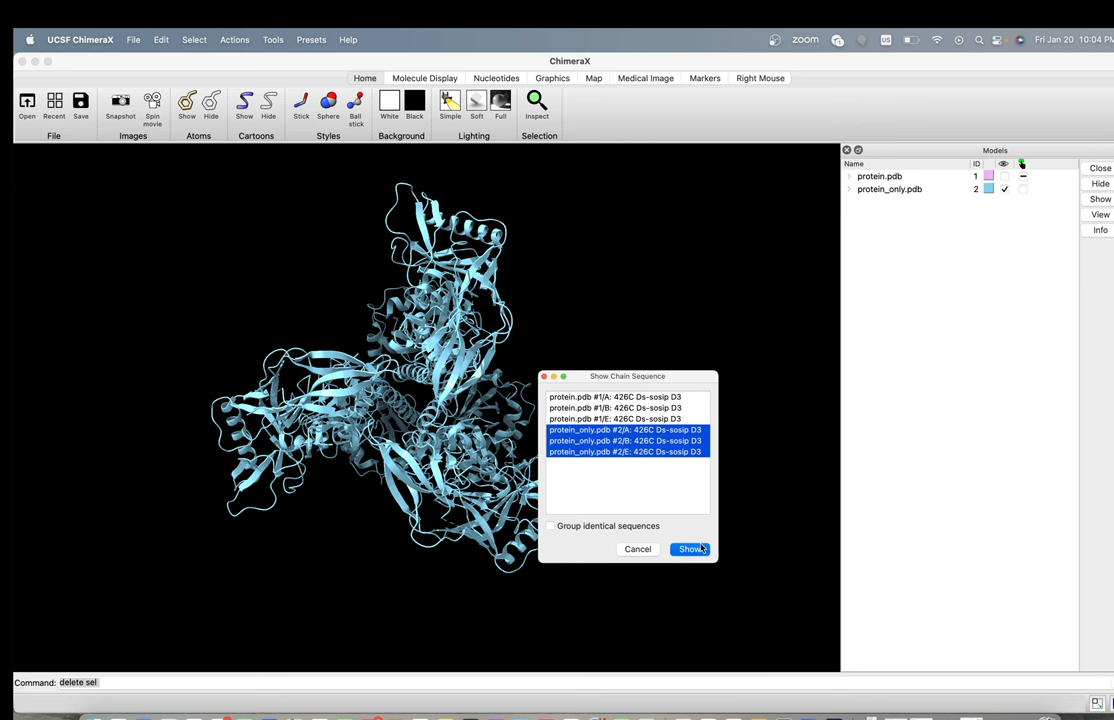 UCSF ChimeraX File Edit Select Actions Tools Presets Help zoom US Fri Jan 20 10:04 PM
ChimeraX
Home Molecule Display Nucleotides Graphics Map Medical Image Markers Right Mouse
Open Recent Save Snapshot Spin movie Show Hide Show Hide Stick Sphere Ball stick White Black Simple Soft Full Inspect
File Images Atoms Cartoons Styles Background Lighting Selection
Models
Name ID
protein.pdb 1
protein_only.pdb 2
Close
Hide
Show
View
Info
Show Chain Sequence
protein.pdb #1/A: 426C Ds-sosip D3
protein.pdb #1/B: 426C Ds-sosip D3
protein.pdb #1/E: 426C Ds-sosip D3
protein_only.pdb #2/A: 426C Ds-sosip D3
protein_only.pdb #2/B: 426C Ds-sosip D3
protein_only.pdb #2/E: 426C Ds-sosip D3
Group identical sequences
Cancel Show
Command: delete sel